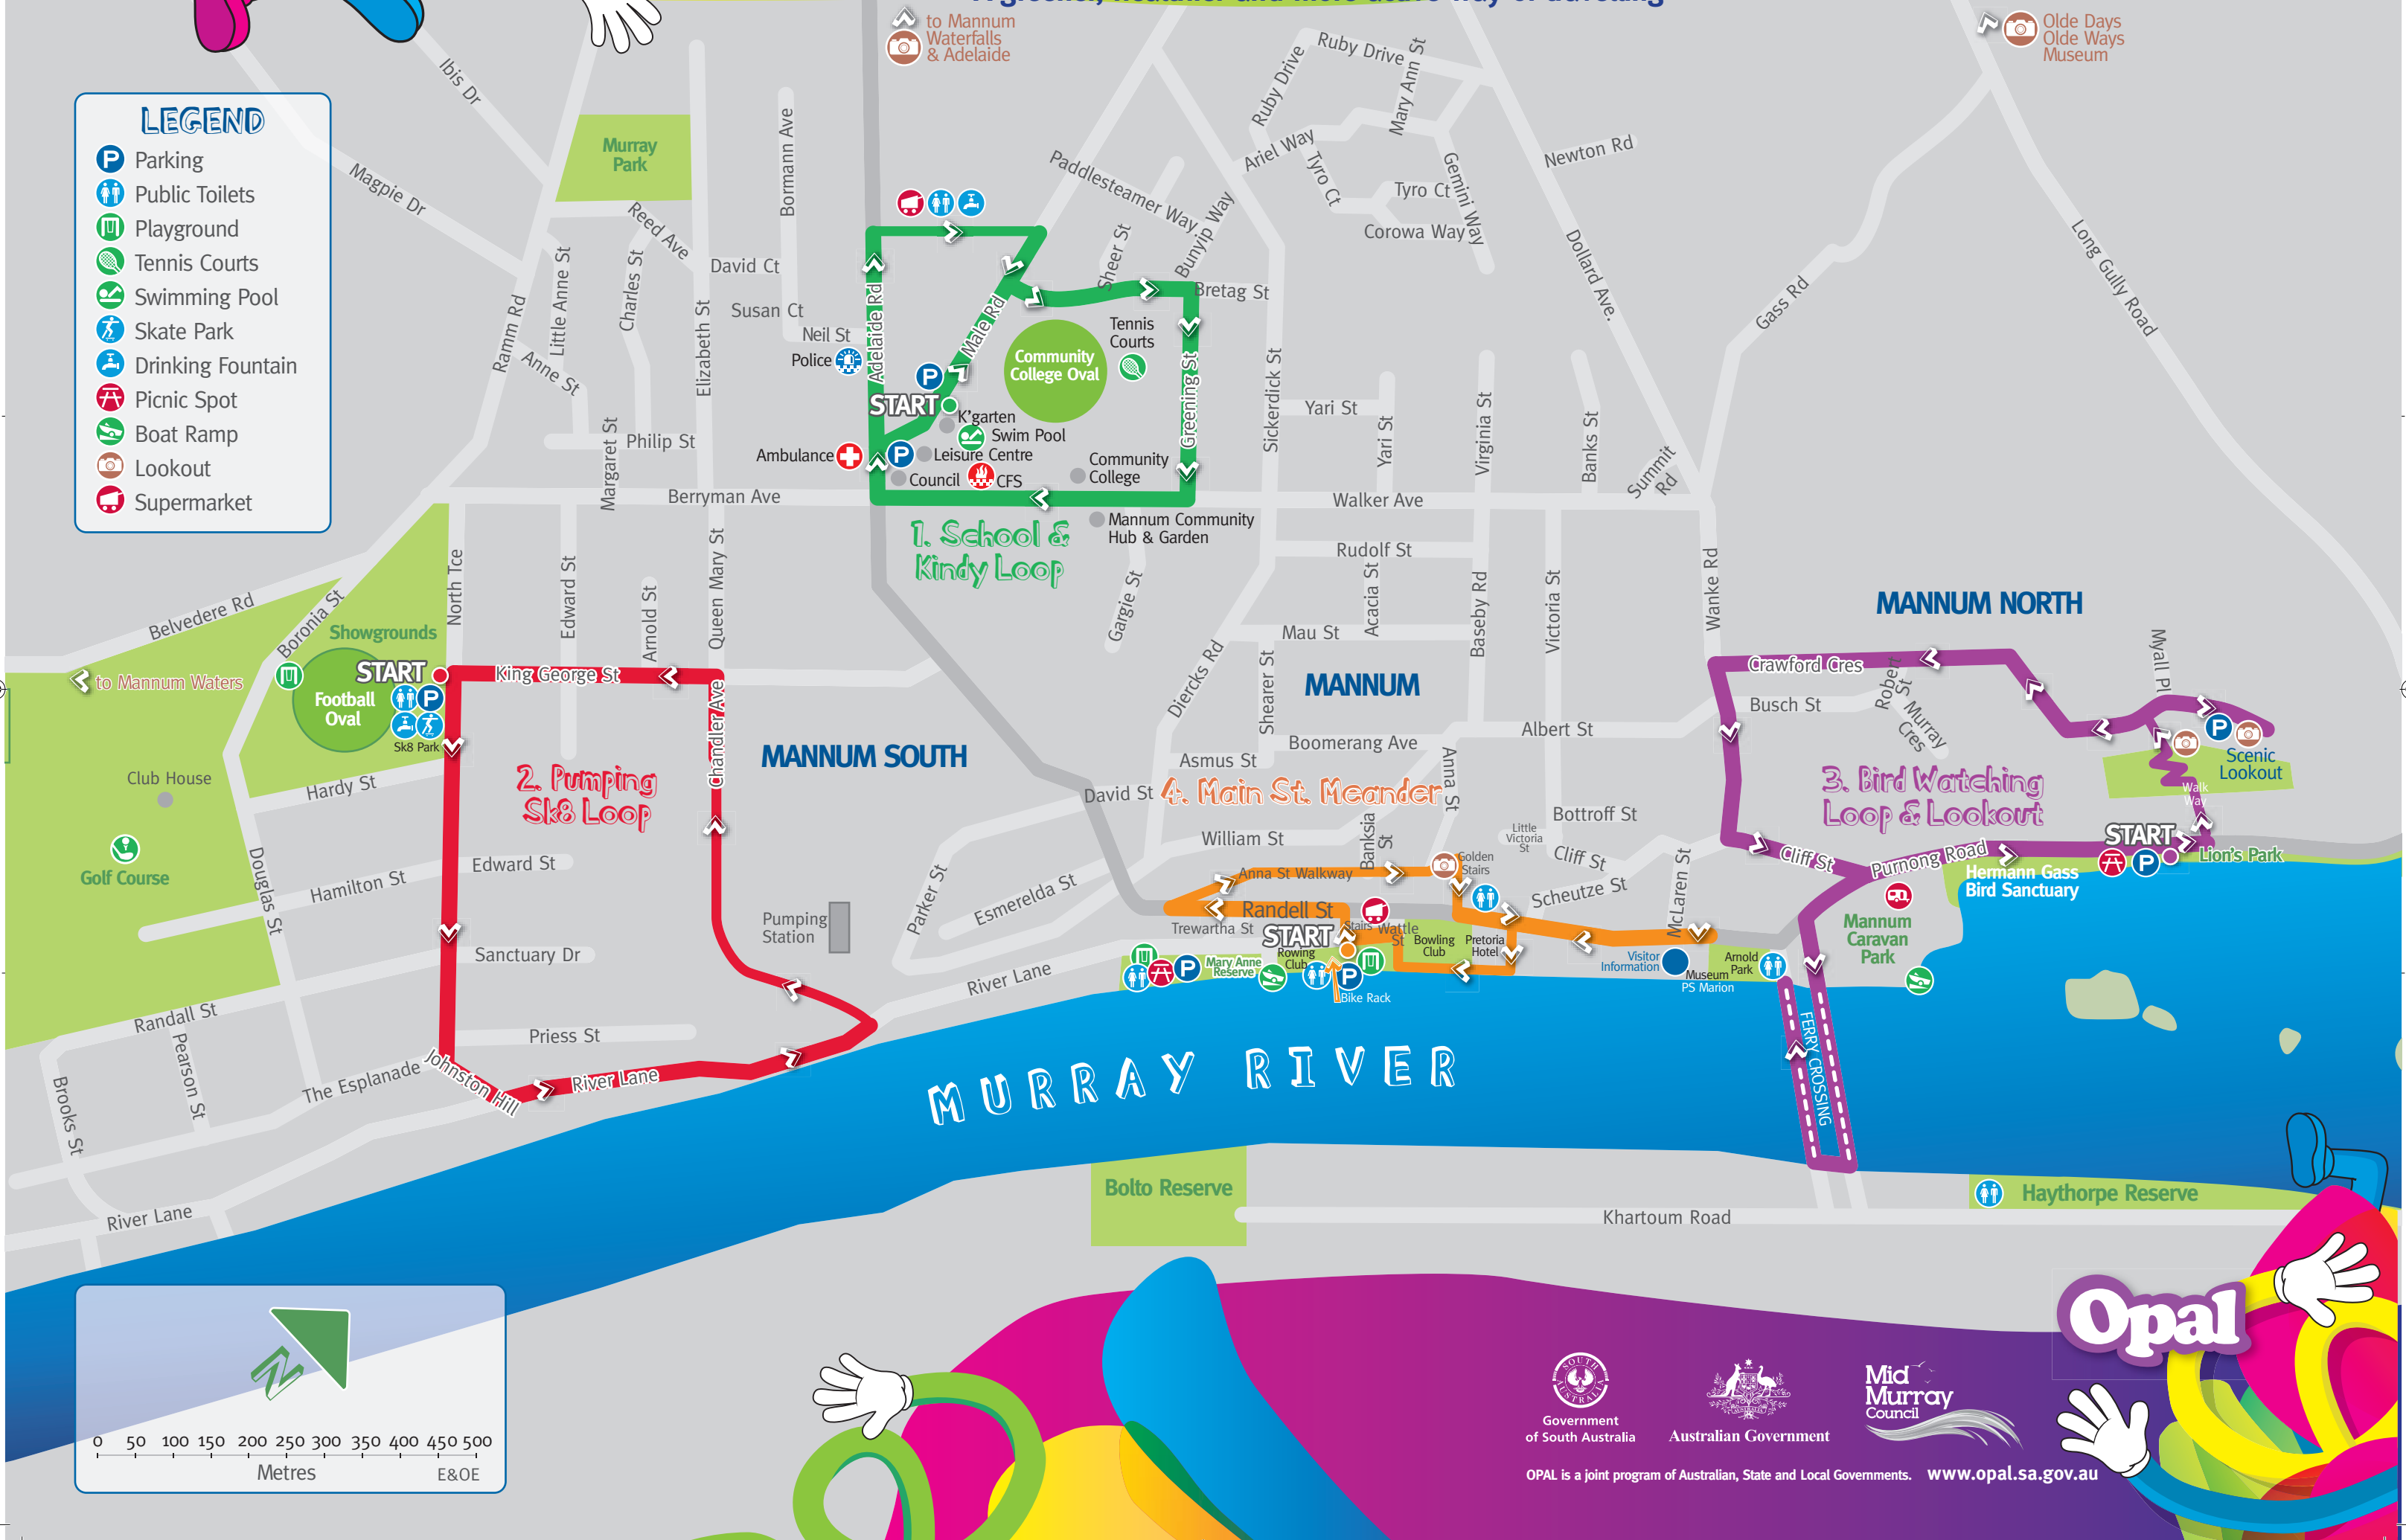 to Mannum
Waterfalls
& Adelaide
Olde Days
Olde Ways
Museum
LEGEND
Parking
Public Toilets
Playground
Tennis Courts
Swimming Pool
Skate Park
Drinking Fountain
Picnic Spot
Boat Ramp
Lookout
Supermarket
Ibis Dr
Magpie Dr
Murray
Park
Bormann Ave
Reed Ave
Little Anne St
Charles St
Ramm Rd
Anne St
Elizabeth St
David Ct
Susan Ct
Neil St
Police
Adelaide Rd
Male Rd
START
P
K'garten
Swim Pool
Leisure Centre
Council
CFS
Ambulance
P
Community
College Oval
Tennis
Courts
Community
College
Mannum Community
Hub & Garden
Greening St
Bretag St
Sheer St
Bunyip Way
Paddlesteamer Way
Ruby Drive
Ruby Drive
Mary Ann St
Ariel Way
Tyro Ct
Tyro Ct
Gemini Way
Corowa Way
Newton Rd
Dollard Ave.
Gass Rd
Long Gully Road
Sickerdick St
Yari St
Yari St
Virginia St
Banks St
Summit
Rd
Margaret St
Philip St
Berryman Ave
Walker Ave
1. School &
Kindy Loop
Rudolf St
Gargie St
Acacia St
Baseby Rd
Victoria St
Wanke Rd
Mau St
Diercks Rd
Shearer St
MANNUM
MANNUM NORTH
MANNUM SOUTH
Belvedere Rd
Boronia St
North Tce
Edward St
Arnold St
Queen Mary St
Showgrounds
to Mannum Waters
START
Football
Oval
P
Sk8 Park
King George St
Chandler Ave
2. Pumping
Sk8 Loop
Club House
Golf Course
Hardy St
Douglas St
Hamilton St
Edward St
Sanctuary Dr
Randall St
Pearson St
Brooks St
Priess St
The Esplanade
Johnston Hill
River Lane
River Lane
Pumping
Station
Parker St
Esmerelda St
River Lane
David St
Asmus St
Boomerang Ave
Albert St
4. Main St. Meander
Anna St
William St
Banksia
St
Little
Victoria
St
Bottroff St
Cliff St
Golden
Stairs
Anna St Walkway
Scheutze St
McLaren St
Randell St
Trewartha St
START
Stairs
Wattle
St
Bowling
Club
Pretoria
Hotel
Rowing
Club
Mary Anne
Reserve
P
P
Bike Rack
Visitor
Information
Museum
PS Marion
Arnold
Park
Crawford Cres
Busch St
Robert
St
Murray
Cres
Myall Pl
P
Scenic
Lookout
3. Bird Watching
Loop & Lookout
Walk
Way
START
Lion's Park
P
Cliff St
Purnong Road
Hermann Gass
Bird Sanctuary
Mannum
Caravan
Park
FERRY CROSSING
MURRAY RIVER
Bolto Reserve
Haythorpe Reserve
Khartoum Road
N
0 50 100 150 200 250 300 350 400 450 500
Metres
E&OE
Opal
SOUTH AUSTRALIA
Government
of South Australia
Australian Government
Mid
Murray
Council
OPAL is a joint program of Australian, State and Local Governments. www.opal.sa.gov.au